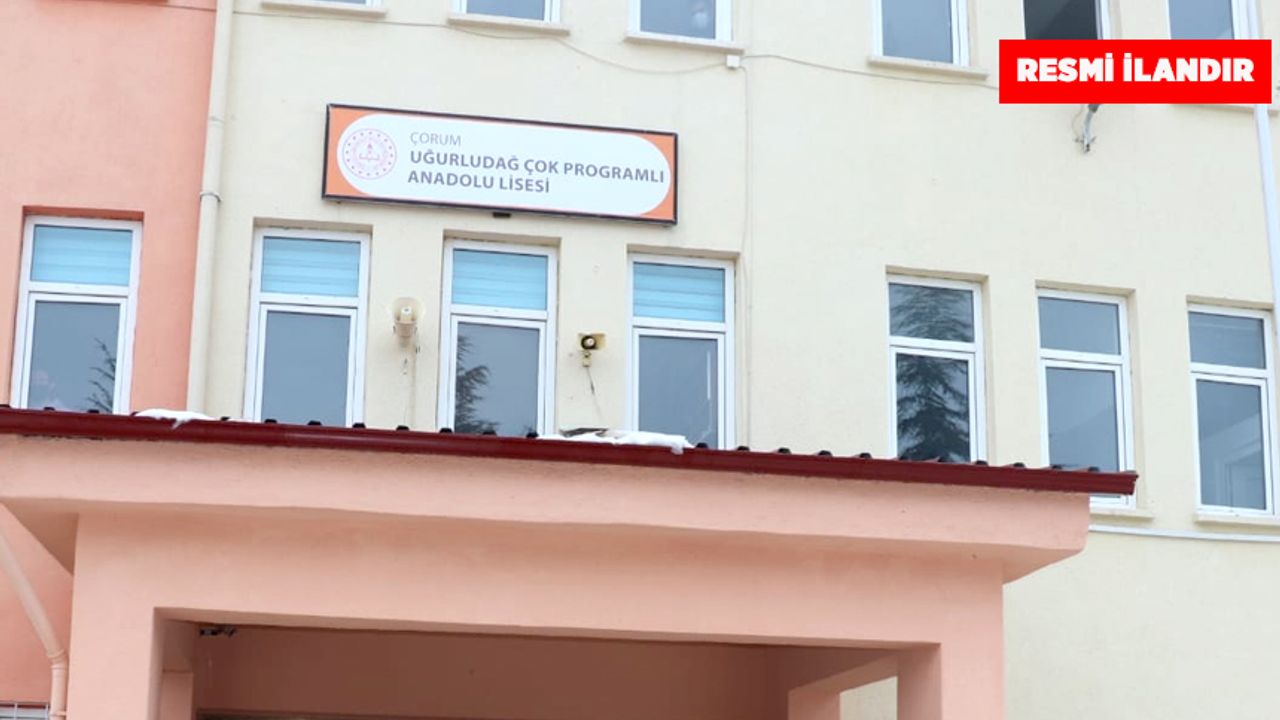 RESMİ İLANDIR
ÇORUM
UĞURLUDAĞ ÇOK PROGRAMLI
ANADOLU LİSESİ